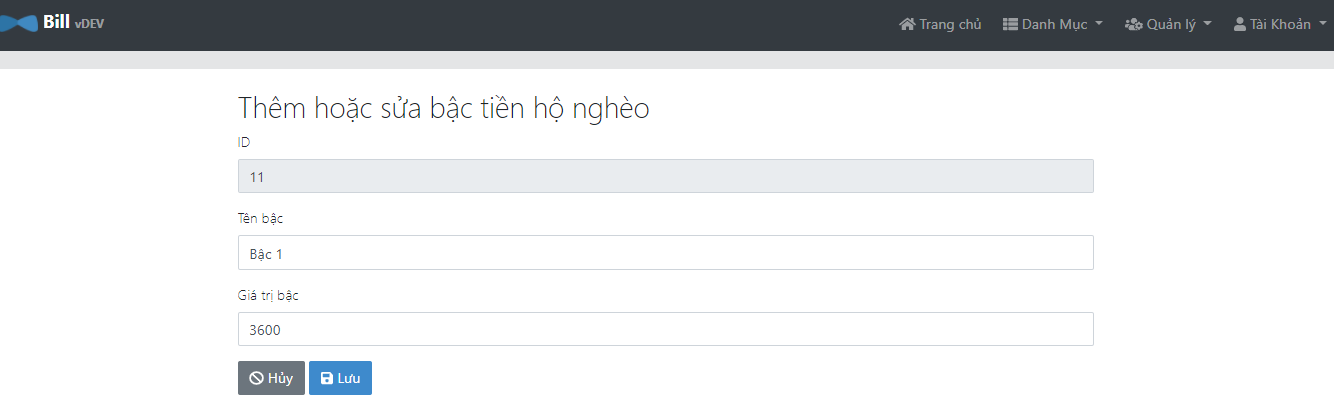 Bill vDEV
Trang chủ Danh Mục Quản lý Tài Khoản
Thêm hoặc sửa bậc tiền hộ nghèo
ID
11
Tên bậc
Bậc 1
Giá trị bậc
3600
Hủy Lưu